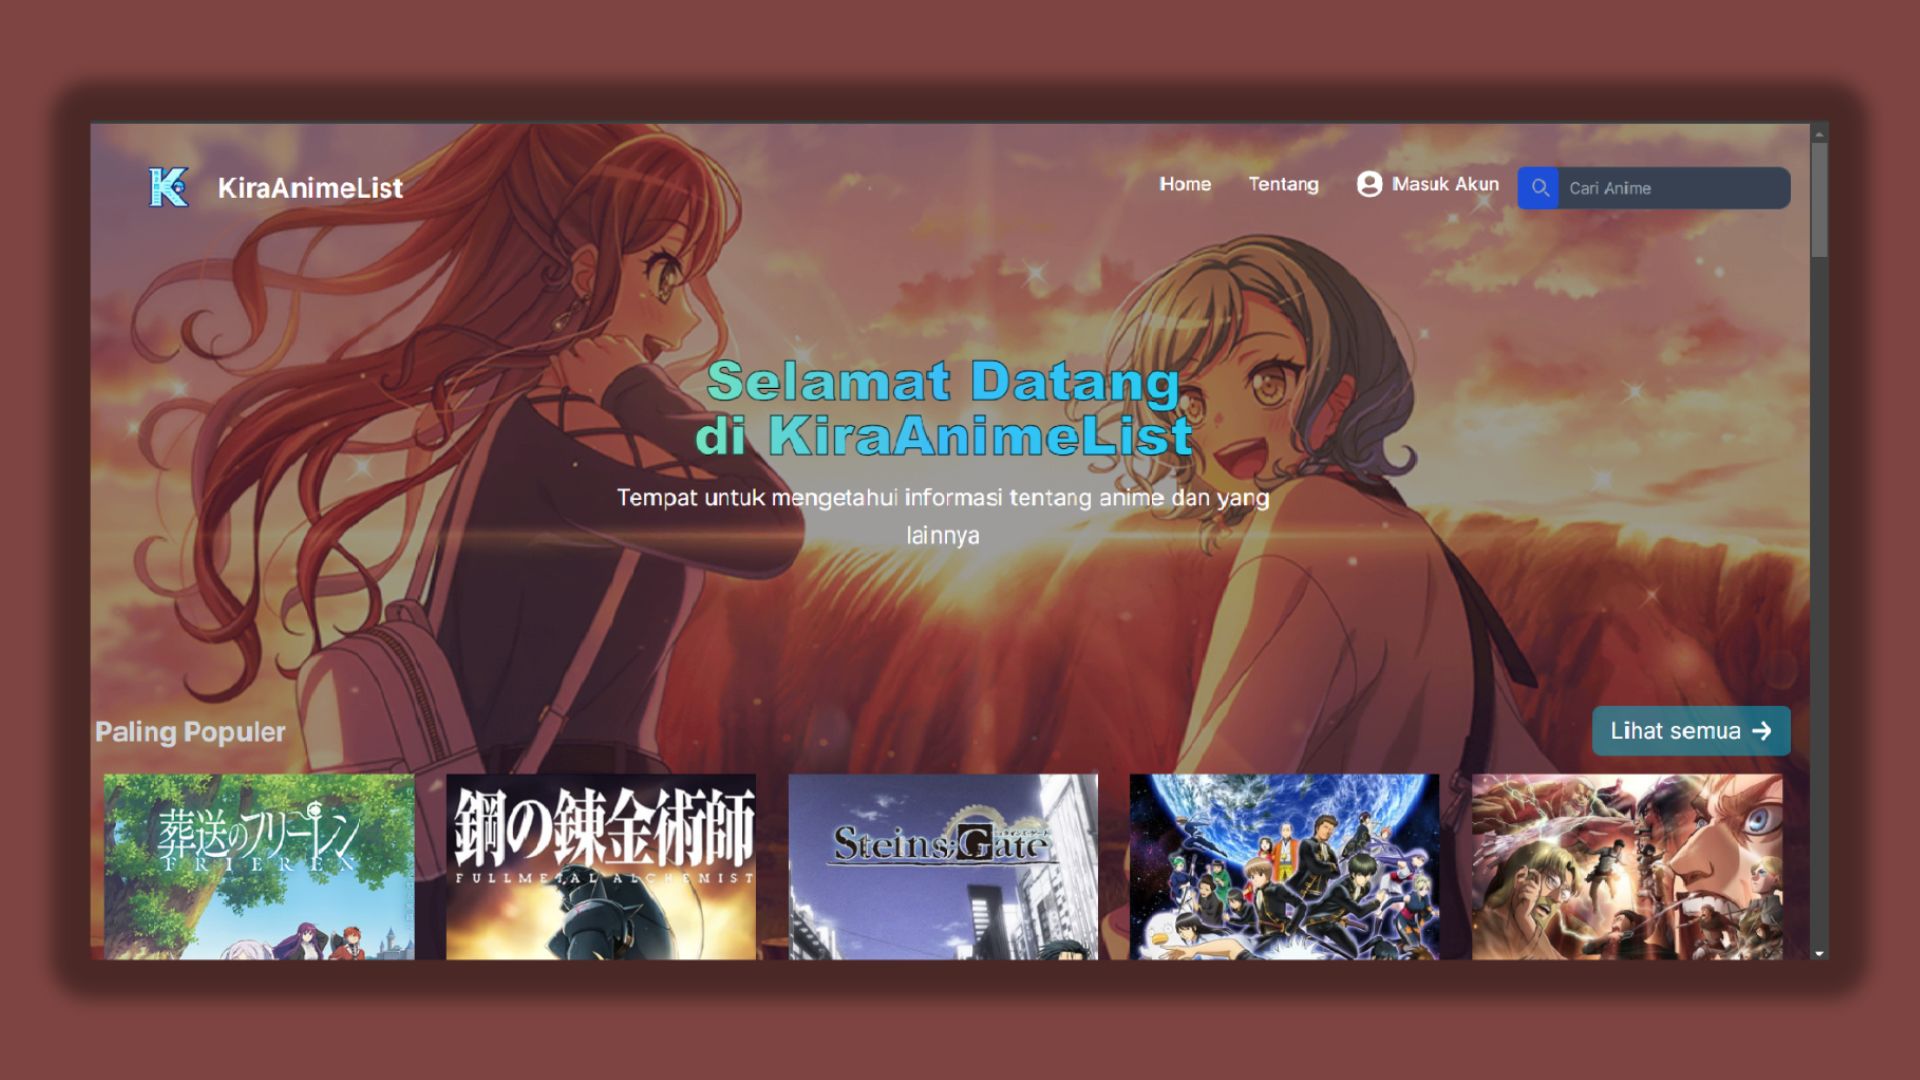 KiraAnimeList
Home
Tentang
Masuk Akun
Cari Anime
Selamat Datang
di KiraAnimeList
Tempat untuk mengetahui informasi tentang anime dan yang
lainnya
Paling Populer
Lihat semua
葬送のフリーレン
FRIEREN
鋼の錬金術師
FULLMETAL ALCHEMIST
Steins;Gate